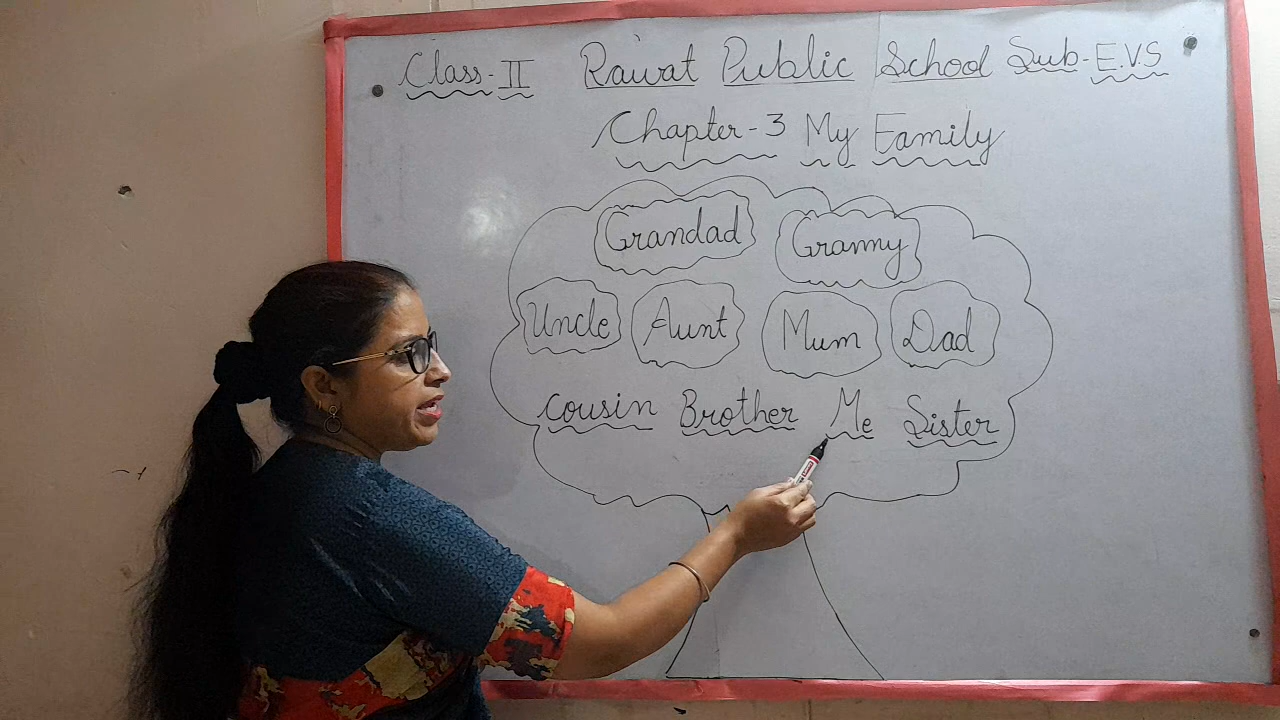 Class-II Rawat Public School Sub-E.V.S
Chapter-3 My Family
Grandad Granny
Uncle Aunt Mum Dad
cousin Brother Me Sister